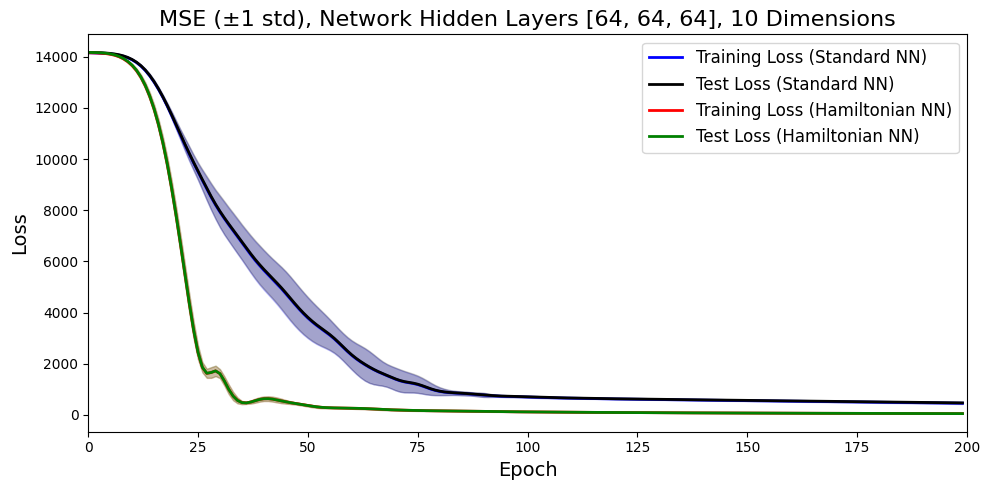 MSE (±1 std), Network Hidden Layers [64, 64, 64], 10 Dimensions
Training Loss (Standard NN)
Test Loss (Standard NN)
Training Loss (Hamiltonian NN)
Test Loss (Hamiltonian NN)
Loss
14000
12000
10000
8000
6000
4000
2000
0
0 25 50 75 100 125 150 175 200
Epoch